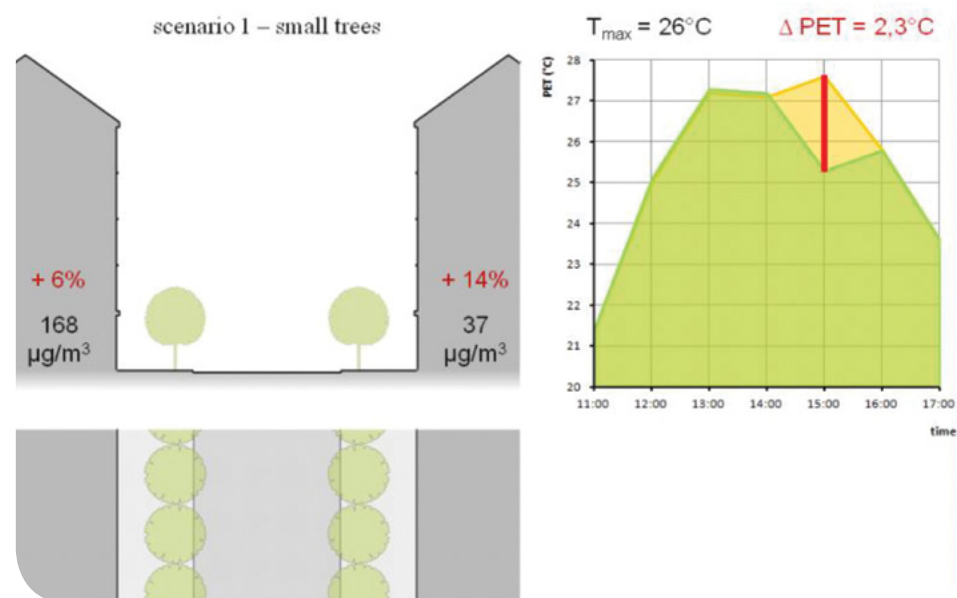 scenario 1 – small trees
+ 6%
168
µg/m³
+ 14%
37
µg/m³
T max = 26°C
Δ PET = 2,3°C
PET (°C)
28
27
26
25
24
23
22
21
20
11:00 12:00 13:00 14:00 15:00 16:00 17:00
time